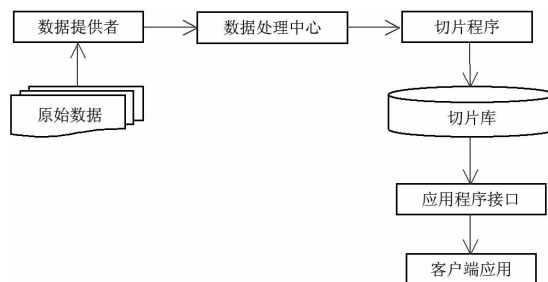 数据提供者
数据处理中心
切片程序
原始数据
切片库
应用程序接口
客户端应用